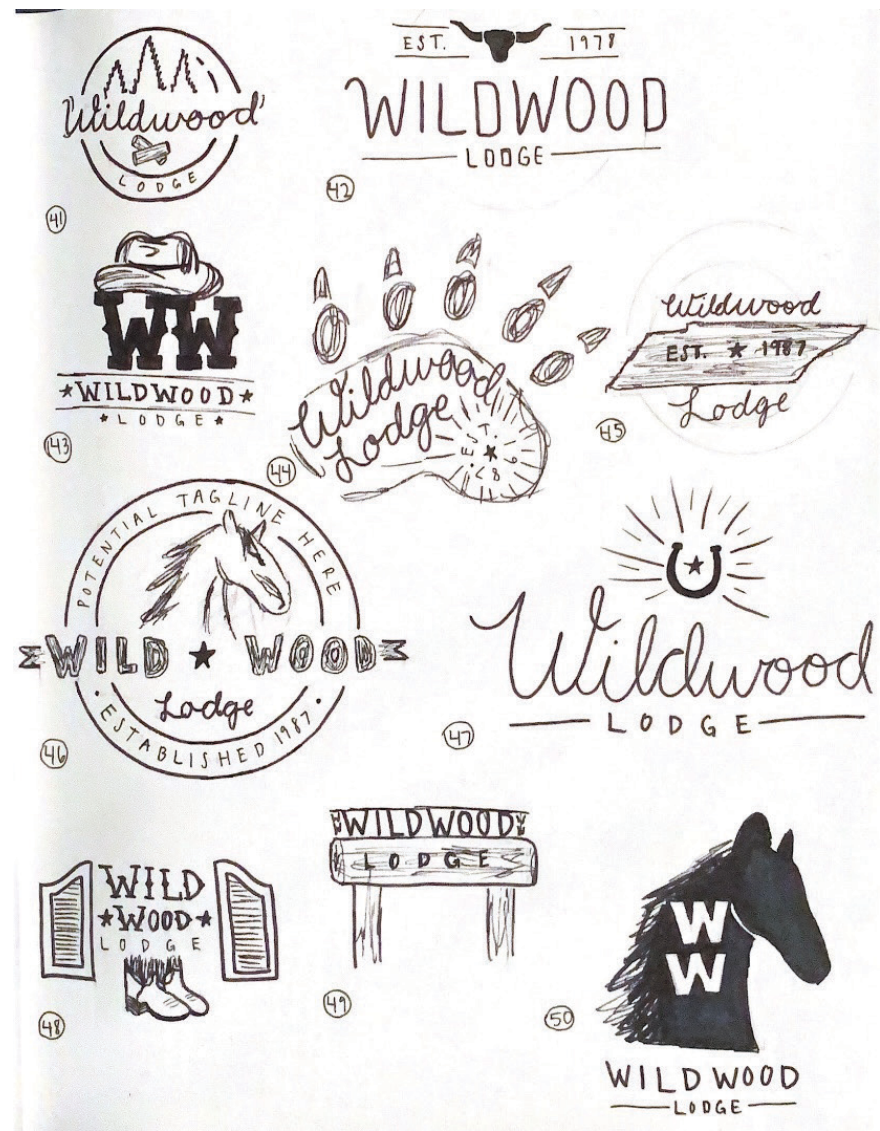 Wildwood
LODGE
41
EST. 1978
WILDWOOD
LODGE
42
WW
★WILDWOOD★
★LODGE★
43
Wildwood
Lodge
44
Wildwood
EST. ★ 1987
Lodge
45
POTENTIAL TAGLINE HERE
WILD ★ WOOD
Lodge
·ESTABLISHED 1987·
46
Wildwood
LODGE
47
WILD
★WOOD★
LODGE
48
WILDWOOD
LODGE
49
W
W
WILDWOOD
LODGE
50